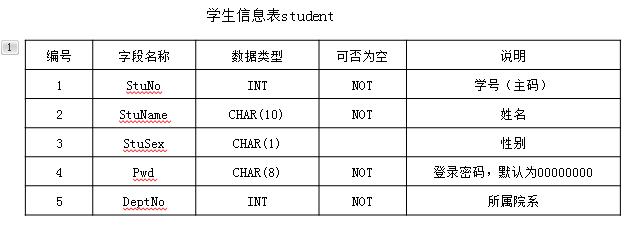 学生信息表student
1
编号 字段名称 数据类型 可否为空 说明
1 StuNo INT NOT 学号（主码）
2 StuName CHAR(10) NOT 姓名
3 StuSex CHAR(1) 性别
4 Pwd CHAR(8) NOT 登录密码，默认为00000000
5 DeptNo INT NOT 所属院系